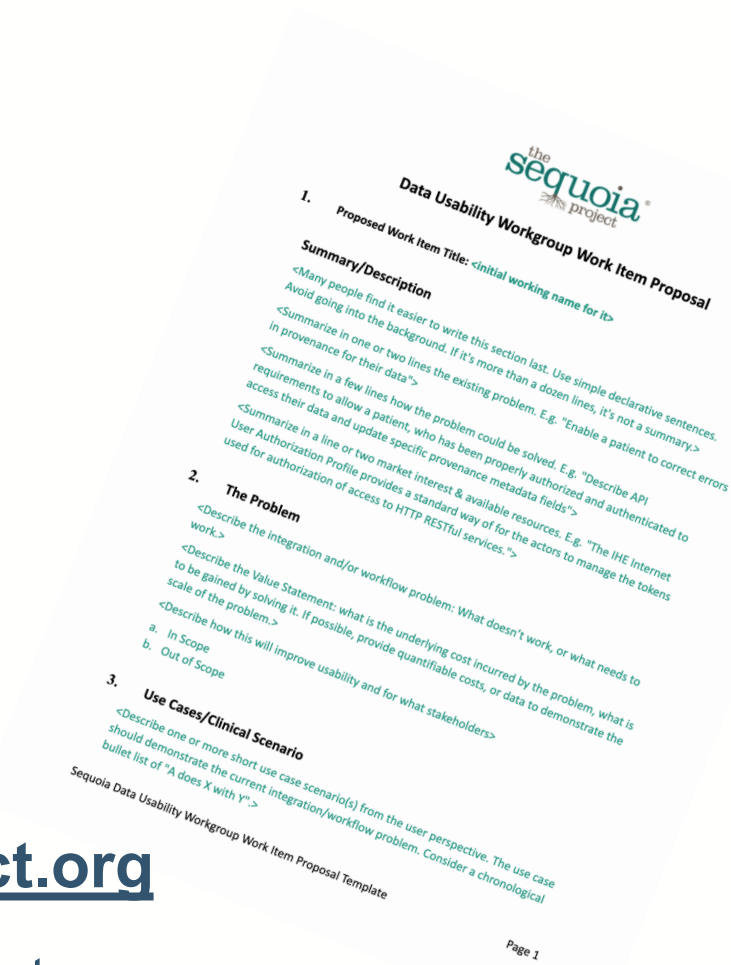 the
sequoia®
project
Data Usability Workgroup Work Item Proposal
1. Proposed Work Item Title: <initial working name for it>
Summary/Description
<Many people find it easier to write this section last. Use simple declarative sentences.
Avoid going into the background. If it's more than a dozen lines, it's not a summary.>
<Summarize in one or two lines the existing problem. E.g. "Enable a patient to correct errors
in provenance for their data">
<Summarize in a few lines how the problem could be solved. E.g. "Describe API
requirements to allow a patient, who has been properly authorized and authenticated to
access their data and update specific provenance metadata fields">
<Summarize in a line or two market interest & available resources. E.g. "The IHE Internet
User Authorization Profile provides a standard way of for the actors to manage the tokens
used for authorization of access to HTTP RESTful services.">
2. The Problem
<Describe the integration and/or workflow problem: What doesn't work, or what needs to
work.>
<Describe the Value Statement: what is the underlying cost incurred by the problem, what is
to be gained by solving it. If possible, provide quantifiable costs, or data to demonstrate the
scale of the problem.>
<Describe how this will improve usability and for what stakeholders>
a. In Scope
b. Out of Scope
3. Use Cases/Clinical Scenario
<Describe one or more short use case scenario(s) from the user perspective. The use case
should demonstrate the current integration/workflow problem. Consider a chronological
bullet list of "A does X with Y".>
Sequoia Data Usability Workgroup Work Item Proposal Template
Page 1
ct.org